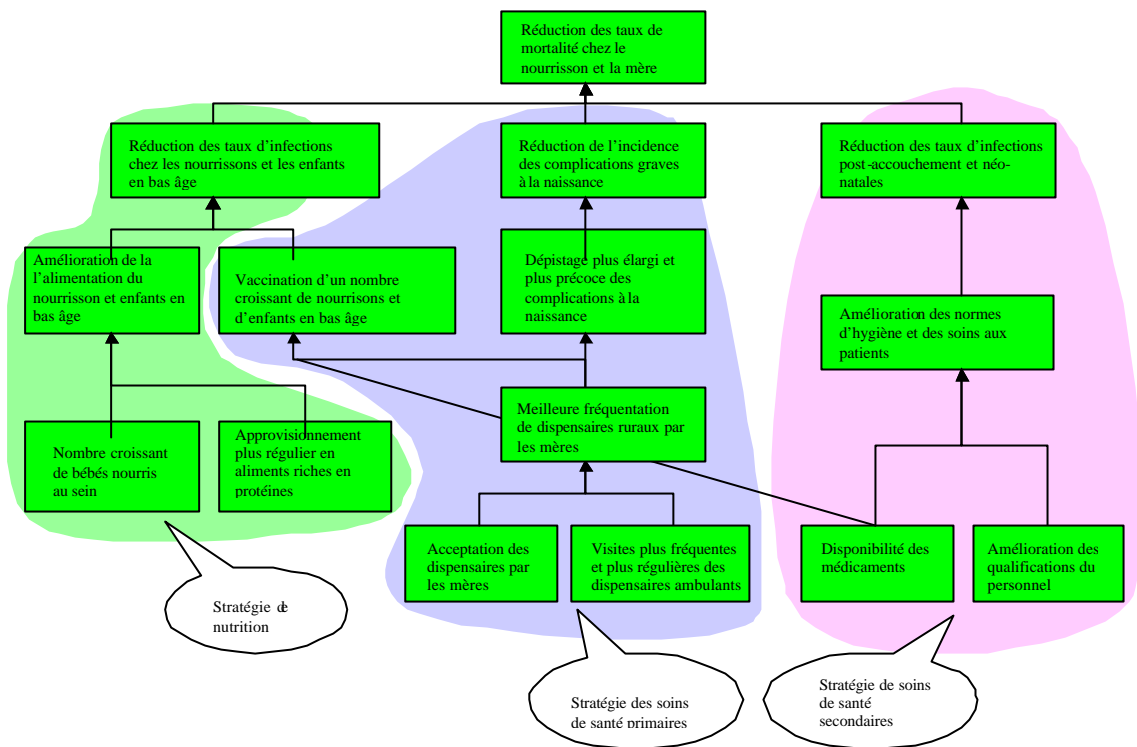 Réduction des taux de
mortalité chez le
nourrisson et la mère
Réduction des taux d’infections
chez les nourrissons et les enfants
en bas âge
Réduction de l’incidence
des complications graves
à la naissance
Réduction des taux d’infections
post-accouchement et néo-
natales
Amélioration de la
l’alimentation du
nourrisson et enfants en
bas âge
Vaccination d’un nombre
croissant de nourrisons et
d’enfants en bas âge
Dépistage plus élargi et
plus précoce des
complications à la
naissance
Amélioration des normes
d’hygiène et des soins aux
patients
Nombre croissant
de bébés nourris
au sein
Approvisionnement
plus régulier en
aliments riches en
protéines
Meilleure fréquentation
de dispensaires ruraux par
les mères
Acceptation des
dispensaires par
les mères
Visites plus fréquentes
et plus régulières des
dispensaires ambulants
Disponibilité des
médicaments
Amélioration des
qualifications du
personnel
Stratégie de
nutrition
Stratégie des soins
de santé primaires
Stratégie de soins
de santé
secondaires